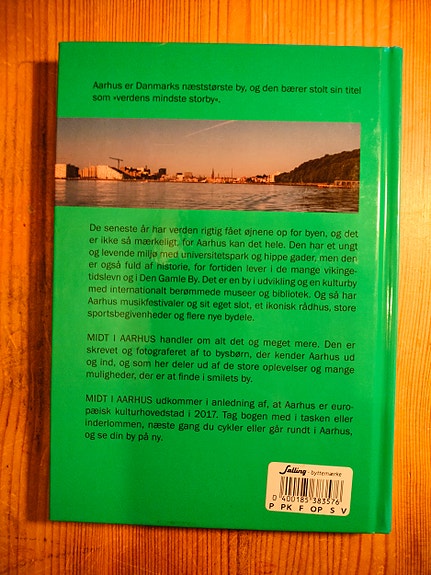 Aarhus er Danmarks næststørste by, og den bærer stolt sin titel
som »verdens mindste storby«.
De seneste år har verden rigtig fået øjnene op for byen, og det
er ikke så mærkeligt, for Aarhus kan det hele. Den har et ungt
og levende miljø med universitetspark og hippe gader, men den
er også fuld af historie, for fortiden lever i de mange vikinge-
tidslevn og i Den Gamle By. Det er en by i udvikling og en kulturby
med internationalt berømmede museer og bibliotek. Og så har
Aarhus musikfestivaler og sit eget slot, et ikonisk rådhus, store
sportsbegivenheder og flere nye bydele.
MIDT I AARHUS handler om alt det og meget mere. Den er
skrevet og fotograferet af to bysbørn, der kender Aarhus ud
og ind, og som her deler ud af de store oplevelser og mange
muligheder, der er at finde i smilets by.
MIDT I AARHUS udkommer i anledning af, at Aarhus er euro-
pæisk kulturhovedstad i 2017. Tag bogen med i tasken eller
inderlommen, næste gang du cykler eller går rundt i Aarhus,
og se din by på ny.
Salling - byttemærke
0 400185 383576
P PK F OP S V